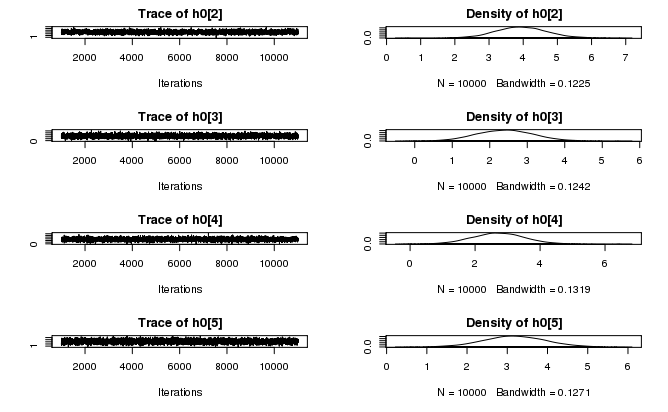 Trace of h0[2]
Density of h0[2]
1
2000 4000 6000 8000 10000
0.0
0 1 2 3 4 5 6 7
Iterations
N = 10000 Bandwidth = 0.1225
Trace of h0[3]
Density of h0[3]
0
2000 4000 6000 8000 10000
0.0
0 1 2 3 4 5 6
Iterations
N = 10000 Bandwidth = 0.1242
Trace of h0[4]
Density of h0[4]
0
2000 4000 6000 8000 10000
0.0
0 2 4 6
Iterations
N = 10000 Bandwidth = 0.1319
Trace of h0[5]
Density of h0[5]
1
2000 4000 6000 8000 10000
0.0
0 1 2 3 4 5 6
Iterations
N = 10000 Bandwidth = 0.1271